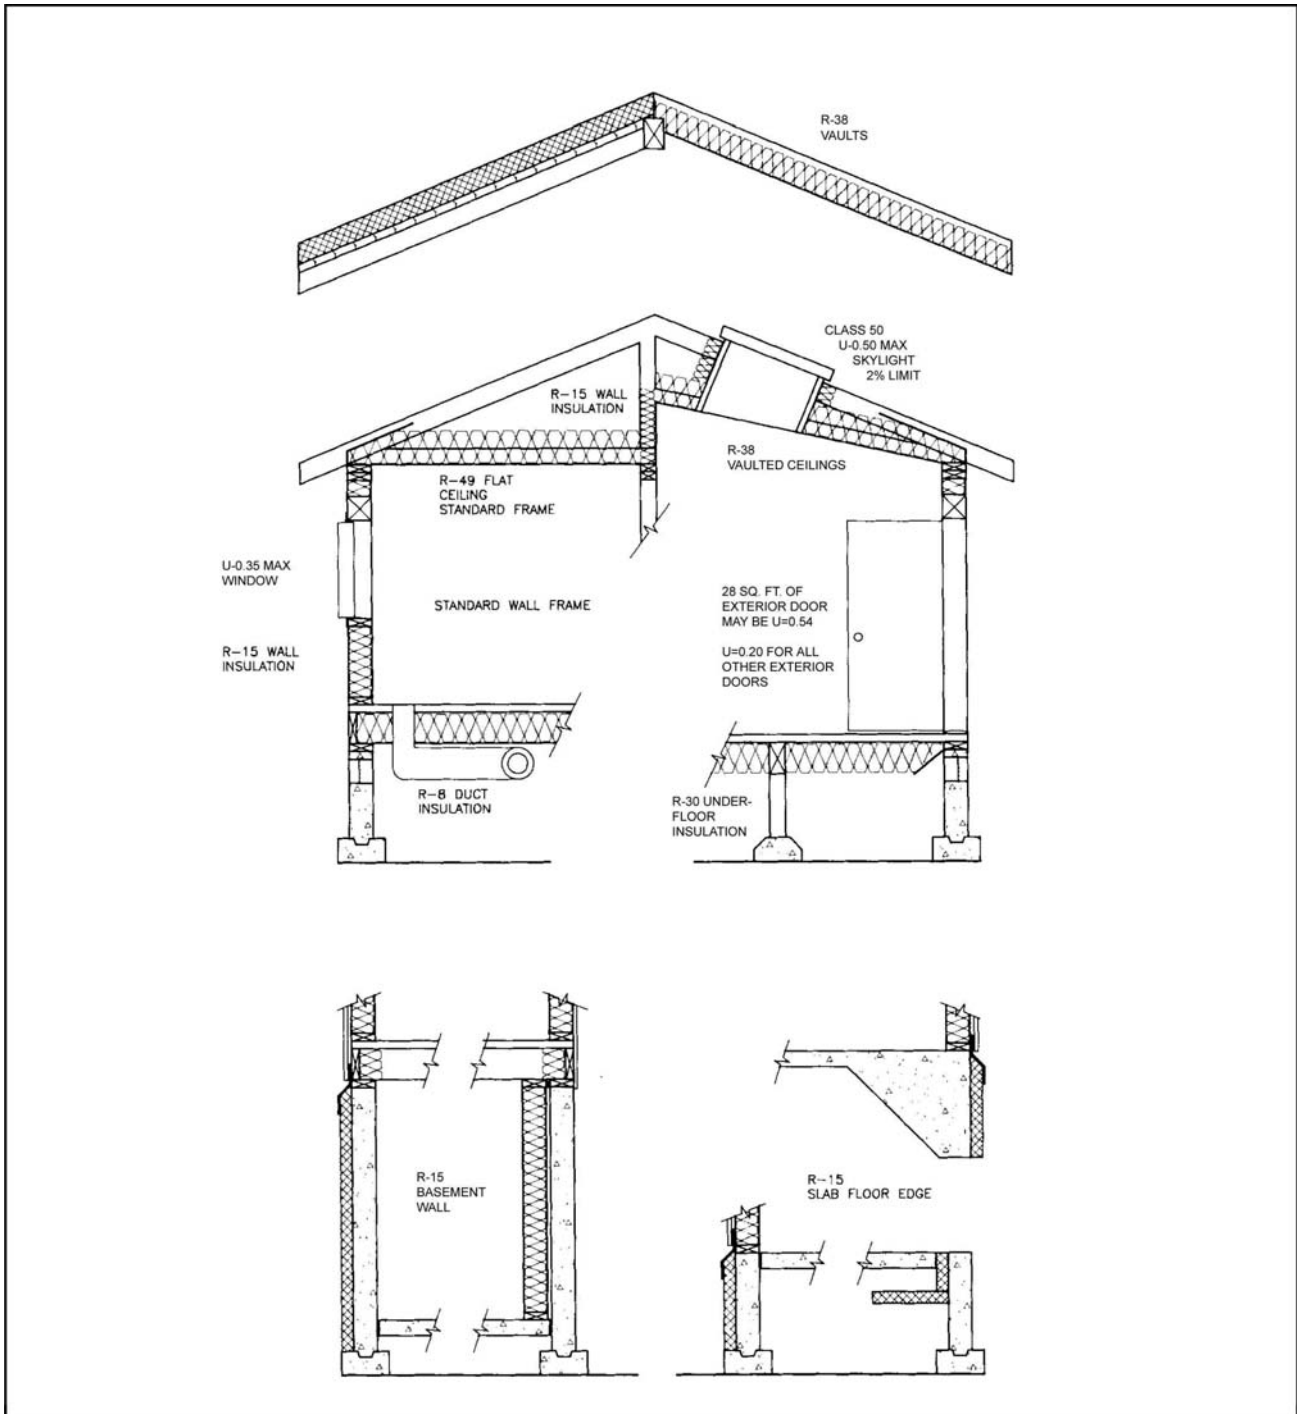 R-38
VAULTS
CLASS 50
U-0.50 MAX
SKYLIGHT
2% LIMIT
R-15 WALL
INSULATION
R-38
VAULTED CEILINGS
R-49 FLAT
CEILING
STANDARD FRAME
U-0.35 MAX
WINDOW
STANDARD WALL FRAME
28 SQ. FT. OF
EXTERIOR DOOR
MAY BE U=0.54
R-15 WALL
INSULATION
U=0.20 FOR ALL
OTHER EXTERIOR
DOORS
R-8 DUCT
INSULATION
R-30 UNDER-
FLOOR
INSULATION
R-15
BASEMENT
WALL
R-15
SLAB FLOOR EDGE